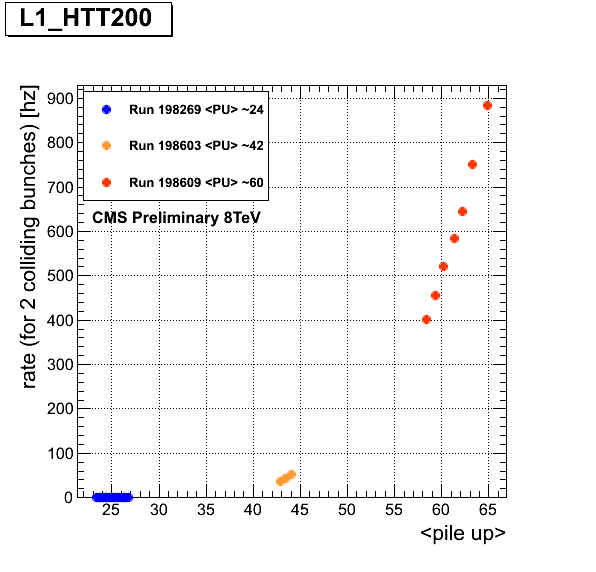 L1_HTT200
rate (for 2 colliding bunches) [hz]
900
800
700
600
500
400
300
200
100
0
Run 198269 <PU> ~24
Run 198603 <PU> ~42
Run 198609 <PU> ~60
CMS Preliminary 8TeV
25 30 35 40 45 50 55 60 65
<pile up>